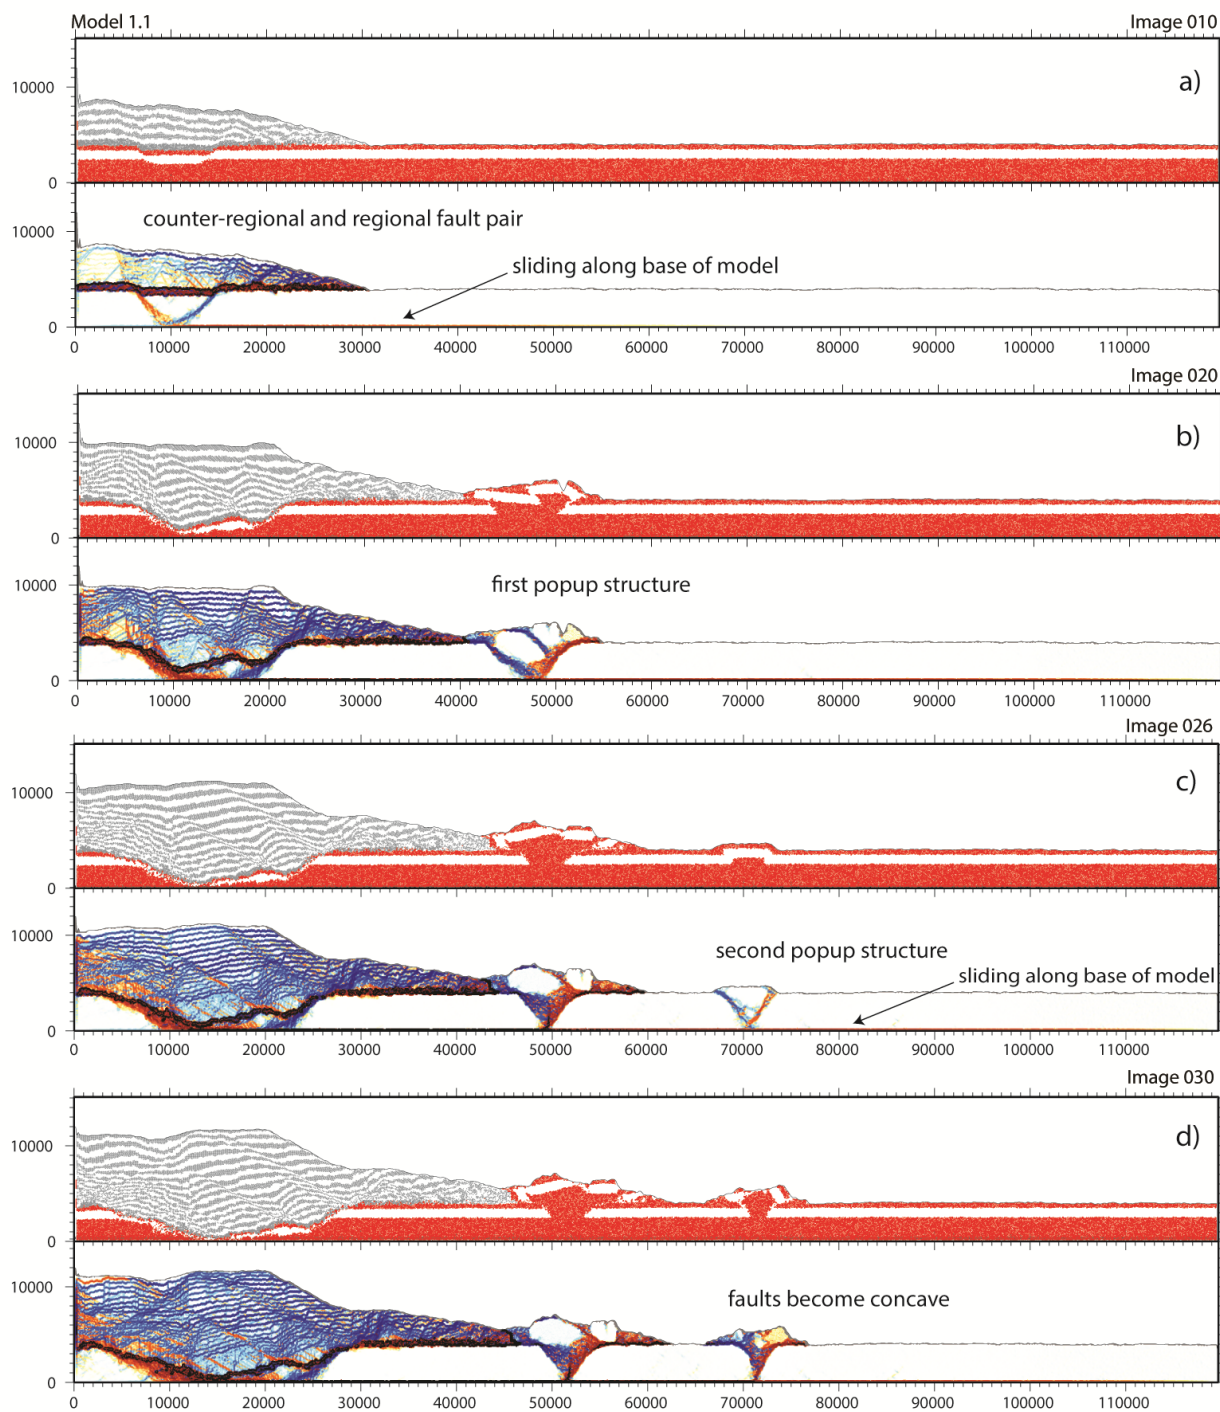 Model 1.1 Image 010
10000
a)
0
counter-regional and regional fault pair
10000
sliding along base of model
0
0 10000 20000 30000 40000 50000 60000 70000 80000 90000 100000 110000
Image 020
10000
b)
0
first popup structure
10000
0
0 10000 20000 30000 40000 50000 60000 70000 80000 90000 100000 110000
Image 026
c)
10000
0
10000
second popup structure
sliding along base of model
0
0 10000 20000 30000 40000 50000 60000 70000 80000 90000 100000 110000
Image 030
d)
10000
0
10000
faults become concave
0
0 10000 20000 30000 40000 50000 60000 70000 80000 90000 100000 110000